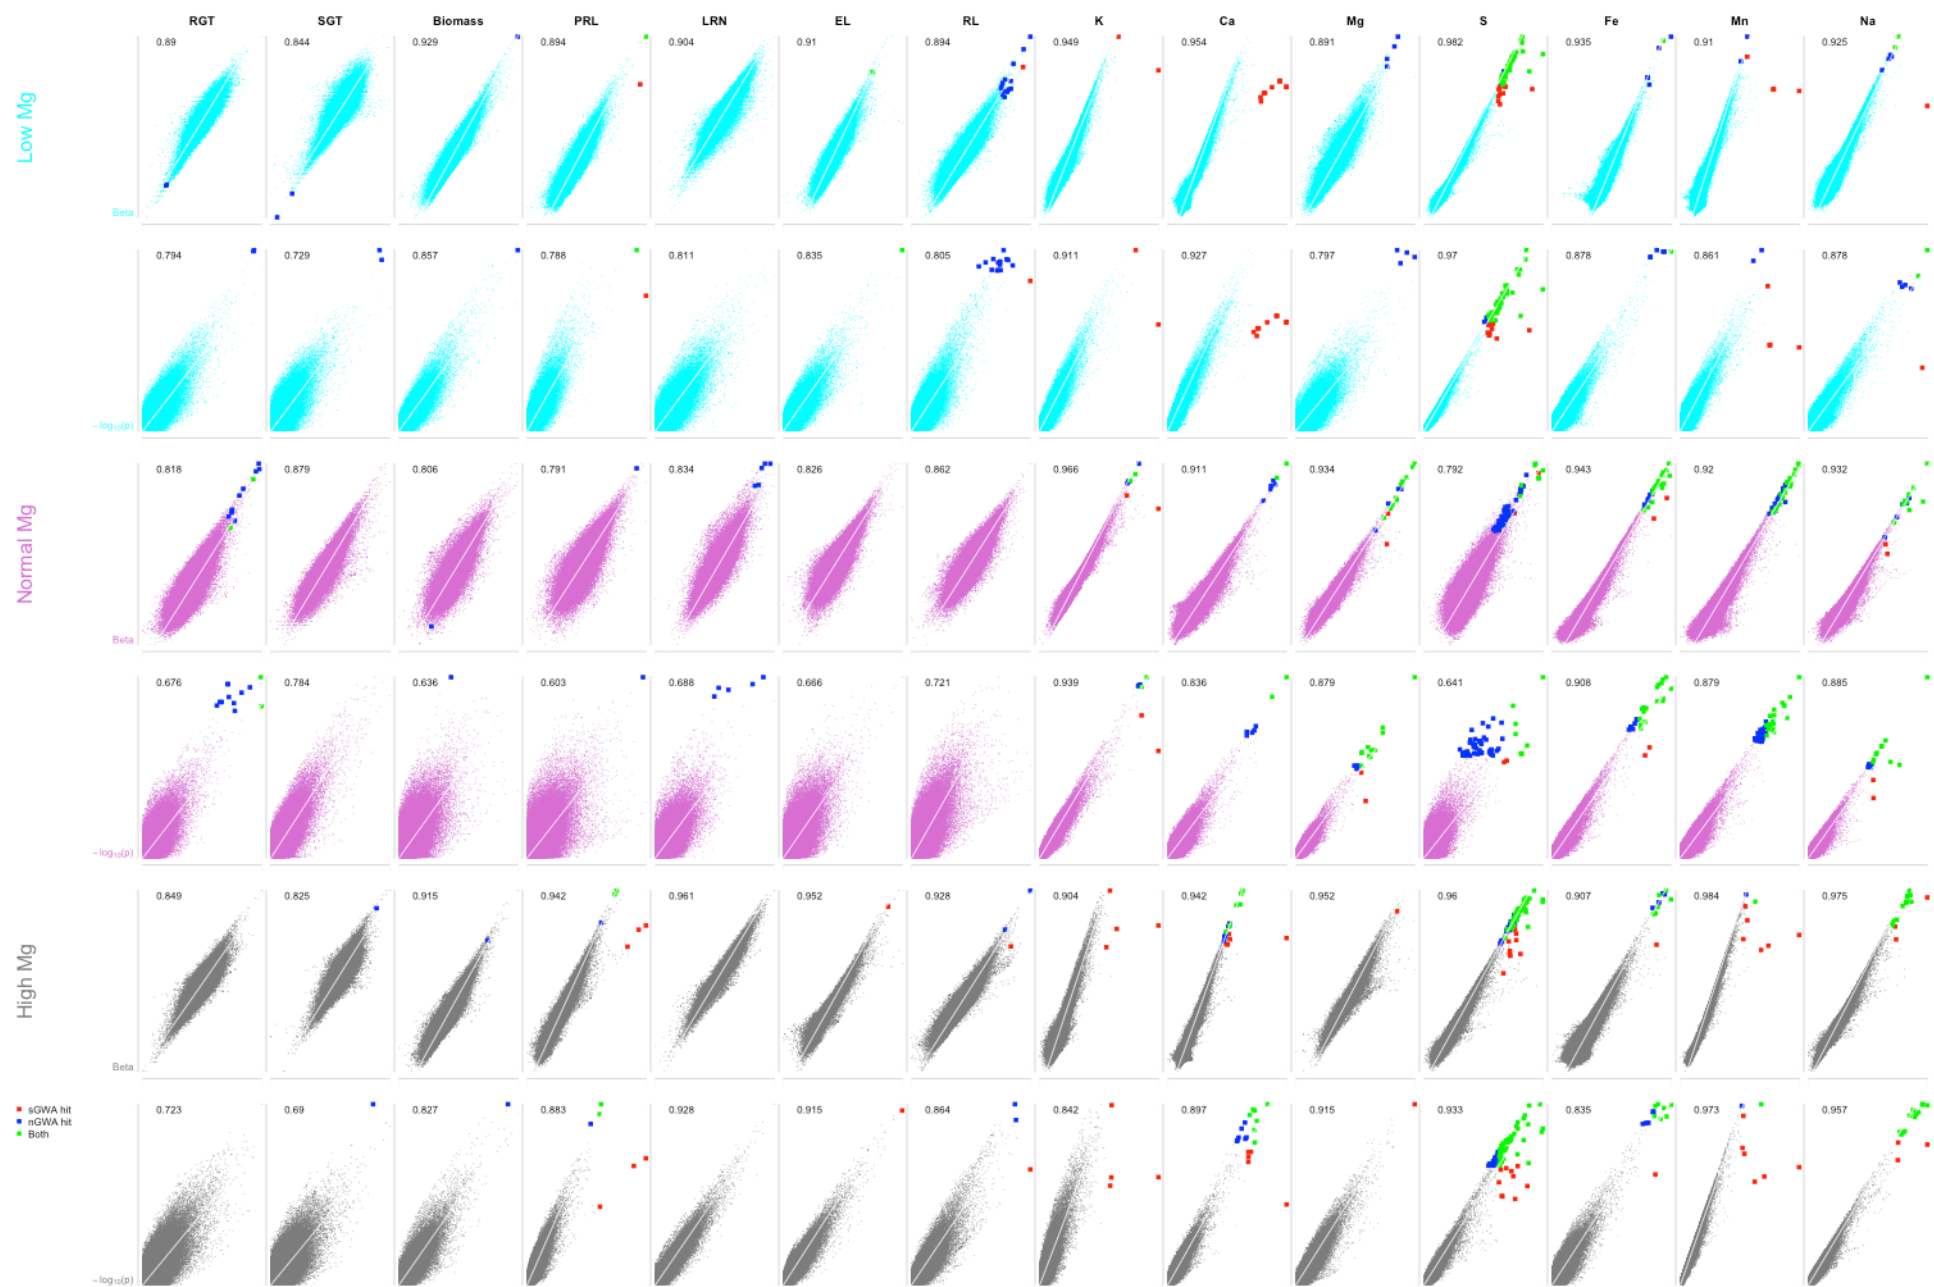 RGT SGT Biomass PRL LRN EL RL K Ca Mg S Fe Mn Na
Low Mg
0.89 0.844 0.929 0.894 0.904 0.91 0.894 0.949 0.954 0.891 0.982 0.935 0.91 0.925
Beta
0.794 0.729 0.857 0.788 0.811 0.835 0.805 0.911 0.927 0.797 0.97 0.878 0.861 0.878
−log₁₀(p)
Normal Mg
0.818 0.879 0.806 0.791 0.834 0.826 0.862 0.966 0.911 0.934 0.792 0.943 0.92 0.932
Beta
0.676 0.784 0.636 0.603 0.688 0.666 0.721 0.939 0.836 0.879 0.641 0.908 0.879 0.885
−log₁₀(p)
High Mg
0.849 0.825 0.915 0.942 0.961 0.952 0.928 0.904 0.942 0.952 0.96 0.907 0.984 0.975
Beta
sGWA hit
nGWA hit
Both
0.723 0.69 0.827 0.883 0.928 0.915 0.864 0.842 0.897 0.915 0.933 0.835 0.973 0.957
−log₁₀(p)